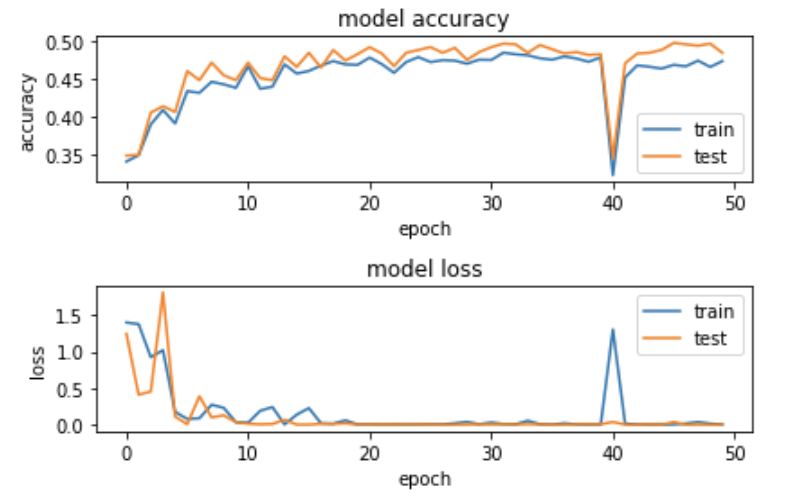 model accuracy
0.50
0.45
0.40
0.35
accuracy
train
test
0 10 20 30 40 50
epoch
model loss
1.5
1.0
0.5
0.0
loss
train
test
0 10 20 30 40 50
epoch